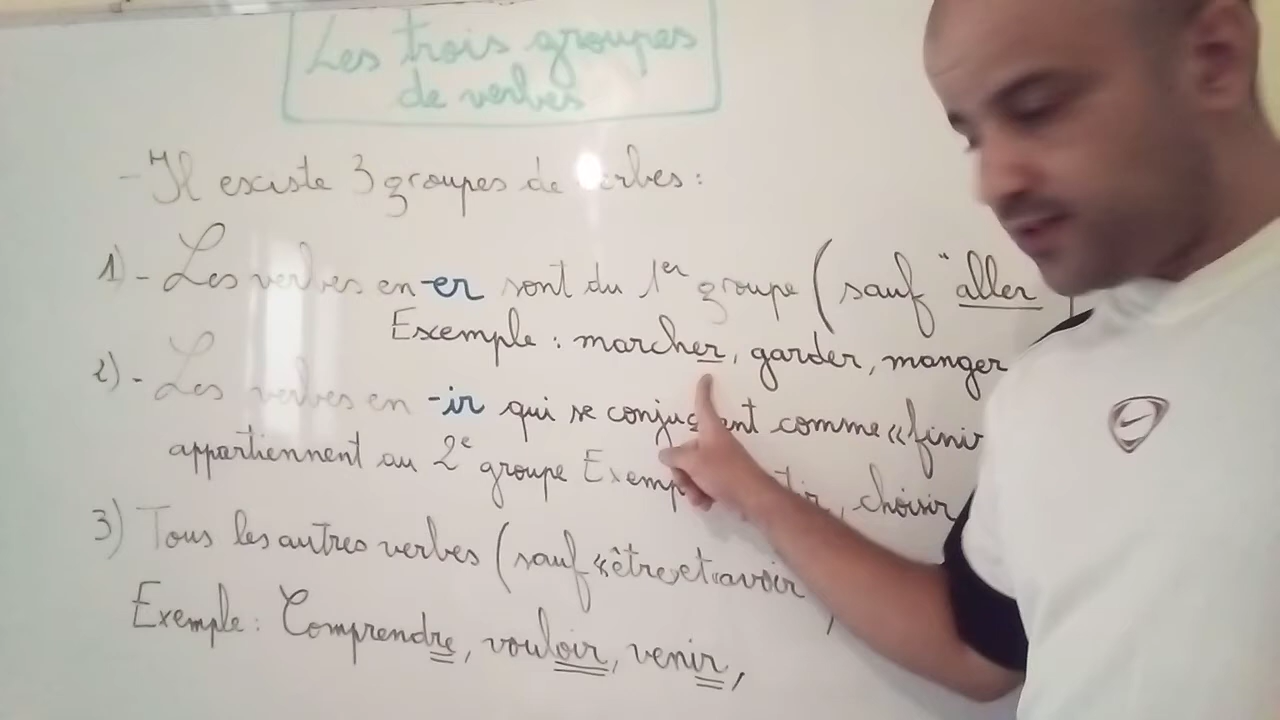 Les trois groupes
de verbes
- Il existe 3 groupes de verbes :
1) - Les verbes en -er sont du 1er groupe ( sauf "aller
Exemple : marcher, garder, manger
2) - Les verbes en -ir qui se conjuguent comme « finir
appartiennent au 2e groupe Exemp , choisir
3) Tous les autres verbes ( sauf « être et avoir
Exemple : Comprendre, vouloir, venir,